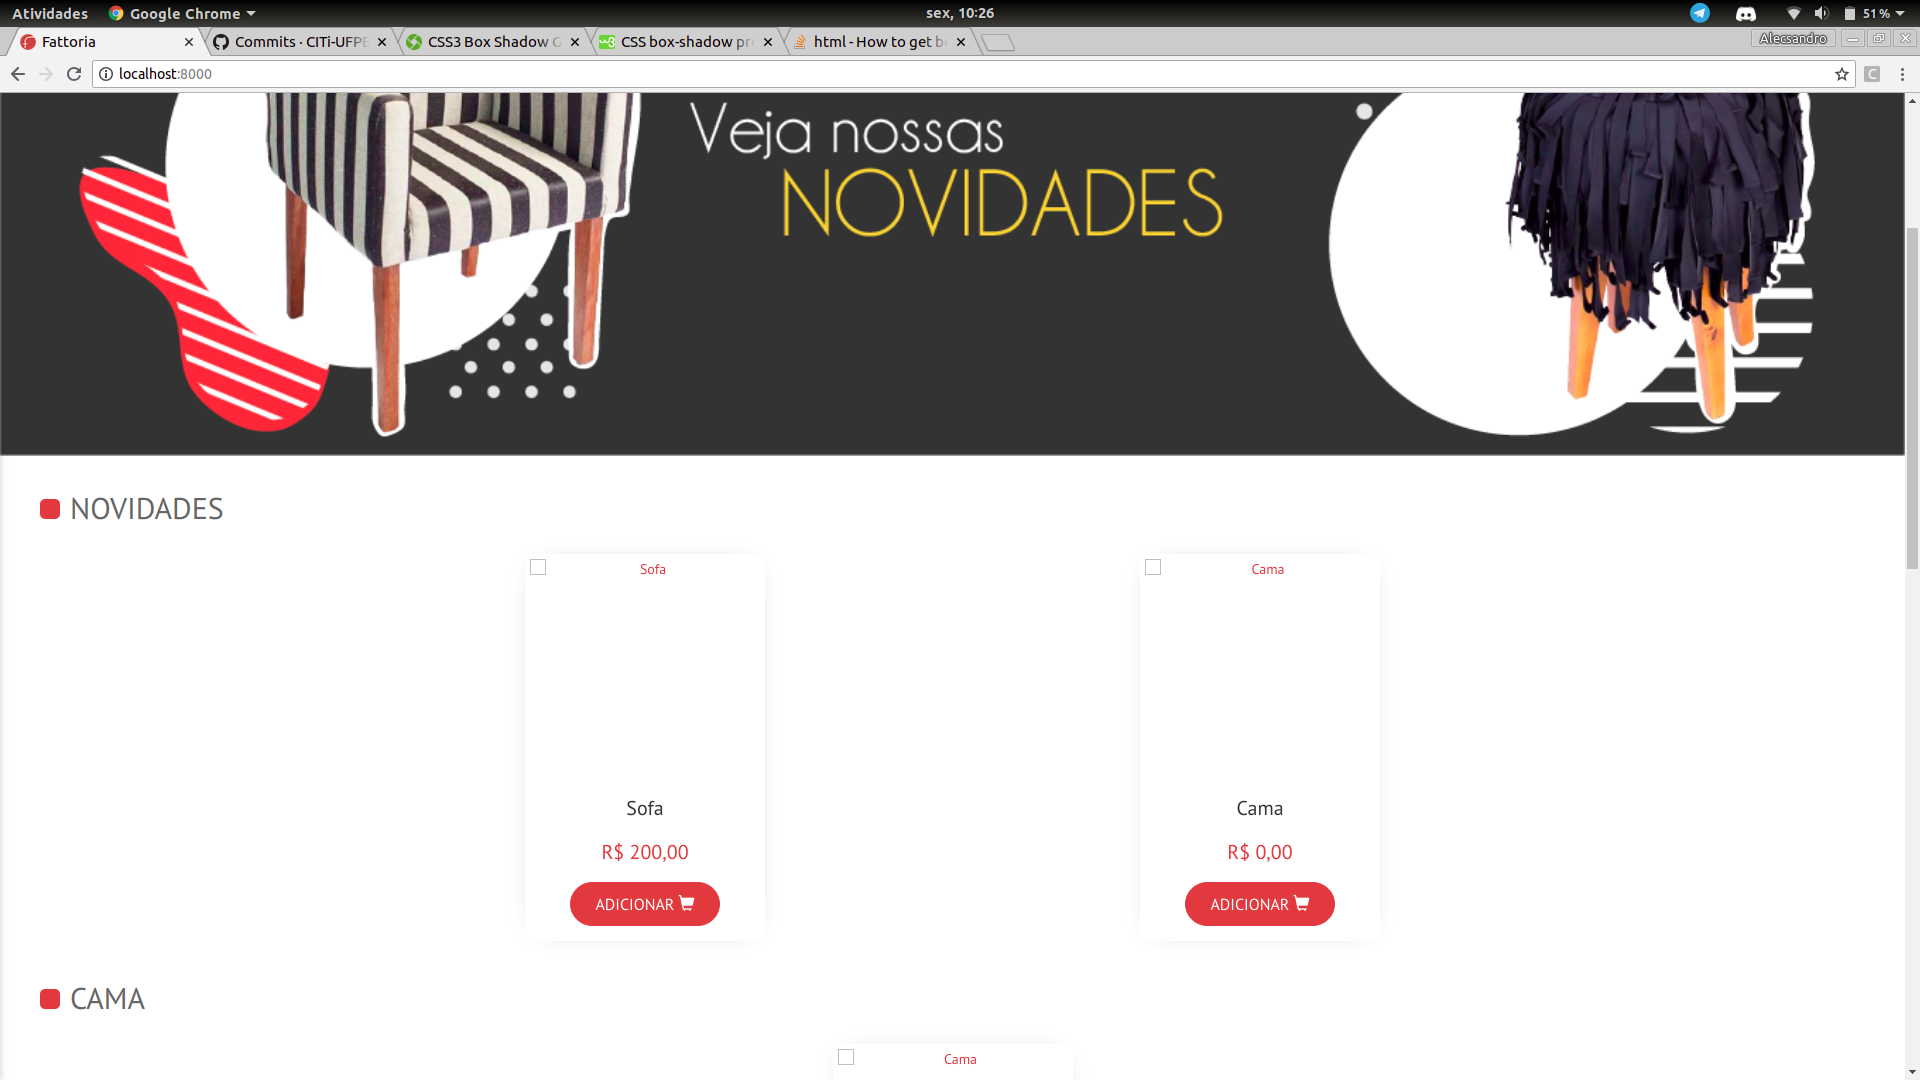 Atividades Google Chrome sex, 10:26 51%
Fattoria Commits · CITi-UFPE CSS3 Box Shadow G CSS box-shadow pr html - How to get b Alecsandro
localhost:8000
Veja nossas
NOVIDADES
NOVIDADES
Sofa Cama
Sofa Cama
R$ 200,00 R$ 0,00
ADICIONAR ADICIONAR
CAMA
Cama